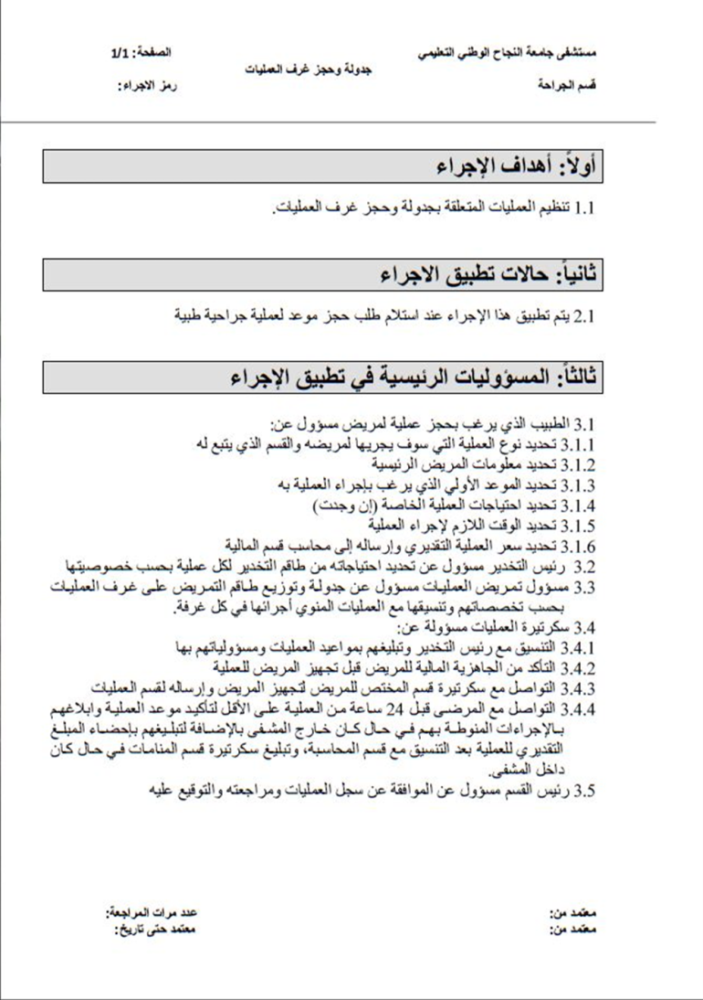 مستشفى جامعة النجاح الوطني التعليمي
الصفحة: 1/1
جدولة وحجز غرف العمليات
قسم الجراحة
رمز الاجراء:
أولاً: أهداف الإجراء
1.1 تنظيم العمليات المتعلقة بجدولة وحجز غرف العمليات.
ثانياً: حالات تطبيق الاجراء
2.1 يتم تطبيق هذا الإجراء عند استلام طلب حجز موعد لعملية جراحية طبية
ثالثاً: المسؤوليات الرئيسية في تطبيق الإجراء
3.1 الطبيب الذي يرغب بحجز عملية لمريض مسؤول عن:
3.1.1 تحديد نوع العملية التي سوف يجريها لمريضه والقسم الذي يتبع له
3.1.2 تحديد معلومات المريض الرئيسية
3.1.3 تحديد الموعد الأولي الذي يرغب بإجراء العملية به
3.1.4 تحديد احتياجات العملية الخاصة (إن وجدت)
3.1.5 تحديد الوقت اللازم لإجراء العملية
3.1.6 تحديد سعر العملية التقديري وإرساله إلى محاسب قسم المالية
3.2 رئيس التخدير مسؤول عن تحديد احتياجاته من طاقم التخدير لكل عملية بحسب خصوصيتها
3.3 مسؤول تمريض العمليات مسؤول عن جدولة وتوزيع طاقم التمريض على غرف العمليات
بحسب تخصصاتهم وتنسيقها مع العمليات المنوي أجرائها في كل غرفة.
3.4 سكرتيرة العمليات مسؤولة عن:
3.4.1 التنسيق مع رئيس التخدير وتبليغهم بمواعيد العمليات ومسؤولياتهم بها
3.4.2 التأكد من الجاهزية المالية للمريض قبل تجهيز المريض للعملية
3.4.3 التواصل مع سكرتيرة قسم المختص للمريض لتجهيز المريض وإرساله لقسم العمليات
3.4.4 التواصل مع المرضى قبل 24 ساعة من العملية على الأقل لتأكيد موعد العملية وابلاغهم
بالإجراءات المنوطة بهم في حال كان خارج المشفى بالإضافة لتبليغهم بإحضاء المبلغ
التقديري للعملية بعد التنسيق مع قسم المحاسبة، وتبليغ سكرتيرة قسم المنامات في حال كان
داخل المشفى.
3.5 رئيس القسم مسؤول عن الموافقة عن سجل العمليات ومراجعته والتوقيع عليه
معتمد من:
عدد مرات المراجعة:
معتمد من:
معتمد حتى تاريخ: